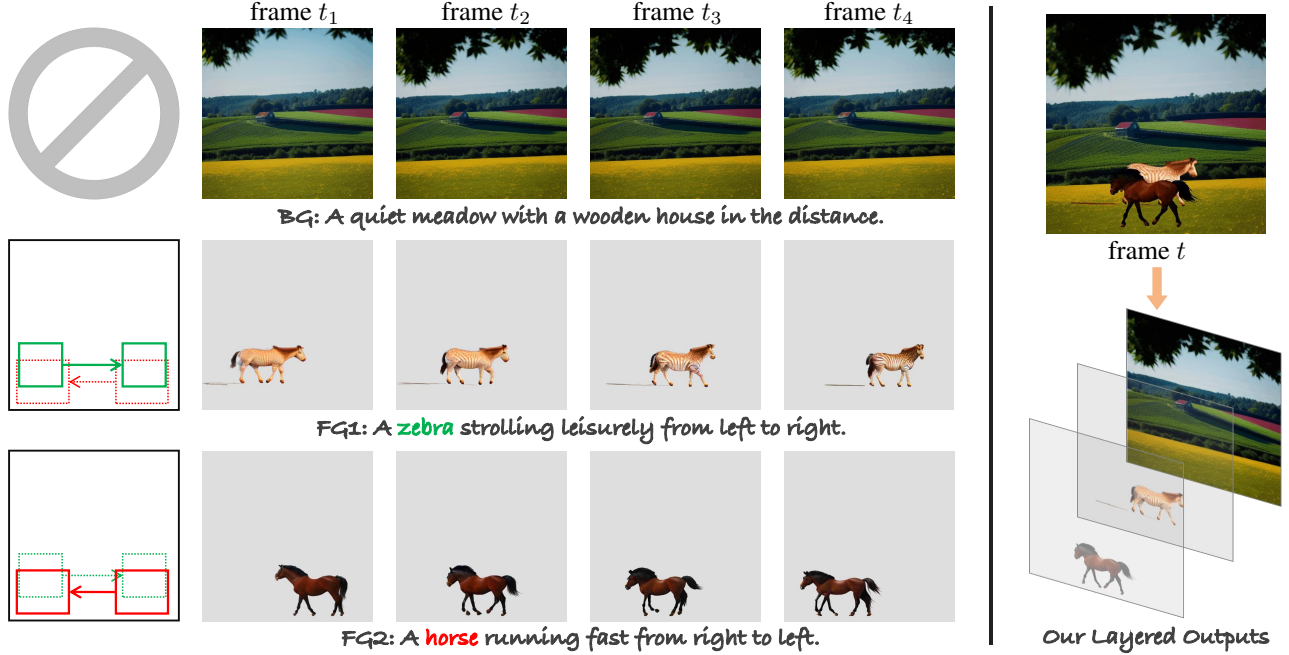 frame t₁ frame t₂ frame t₃ frame t₄
BG: A quiet meadow with a wooden house in the distance.
FG1: A zebra strolling leisurely from left to right.
FG2: A horse running fast from right to left.
frame t
Our Layered Outputs